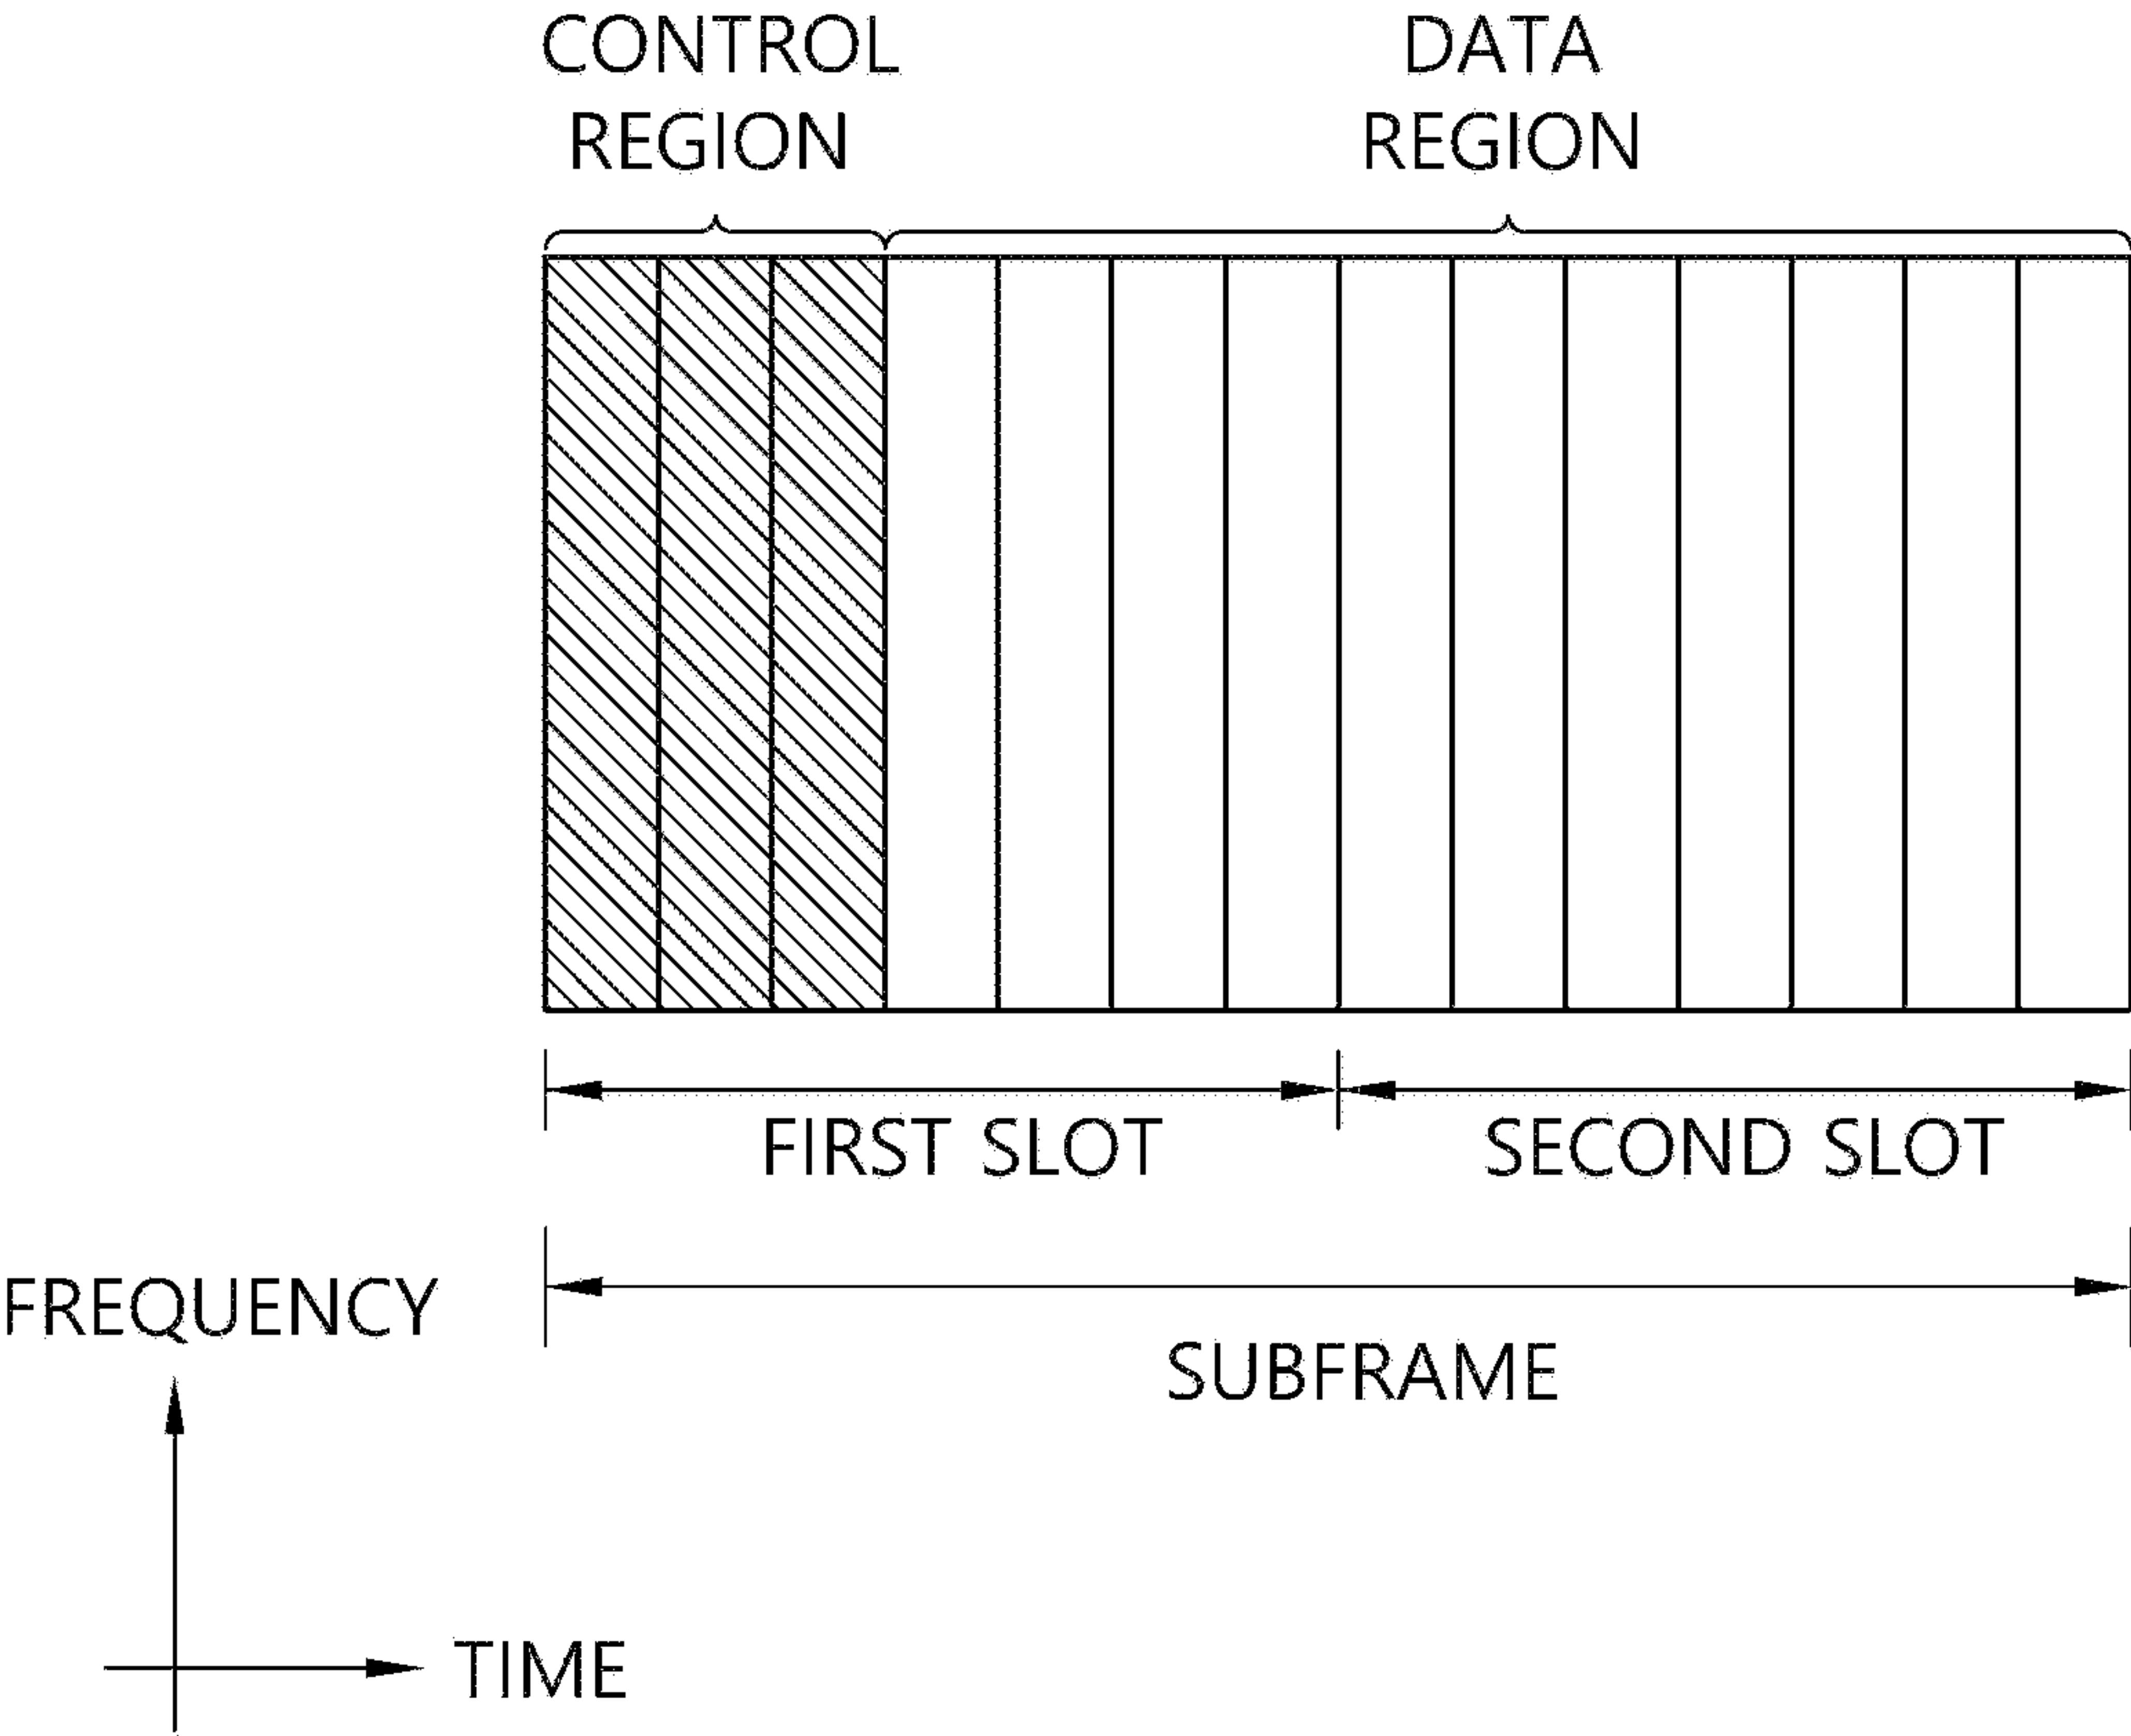 CONTROL
REGION
DATA
REGION
FIRST SLOT
SECOND SLOT
SUBFRAME
FREQUENCY
TIME